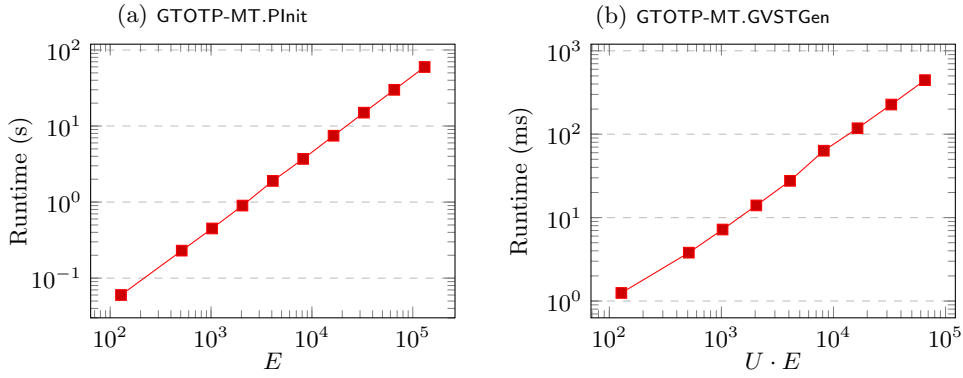 (a) GTOTP-MT.PInit
10^2
10^1
10^0
10^−1
Runtime (s)
10^2 10^3 10^4 10^5
E
(b) GTOTP-MT.GVSTGen
10^3
10^2
10^1
10^0
Runtime (ms)
10^2 10^3 10^4 10^5
U · E